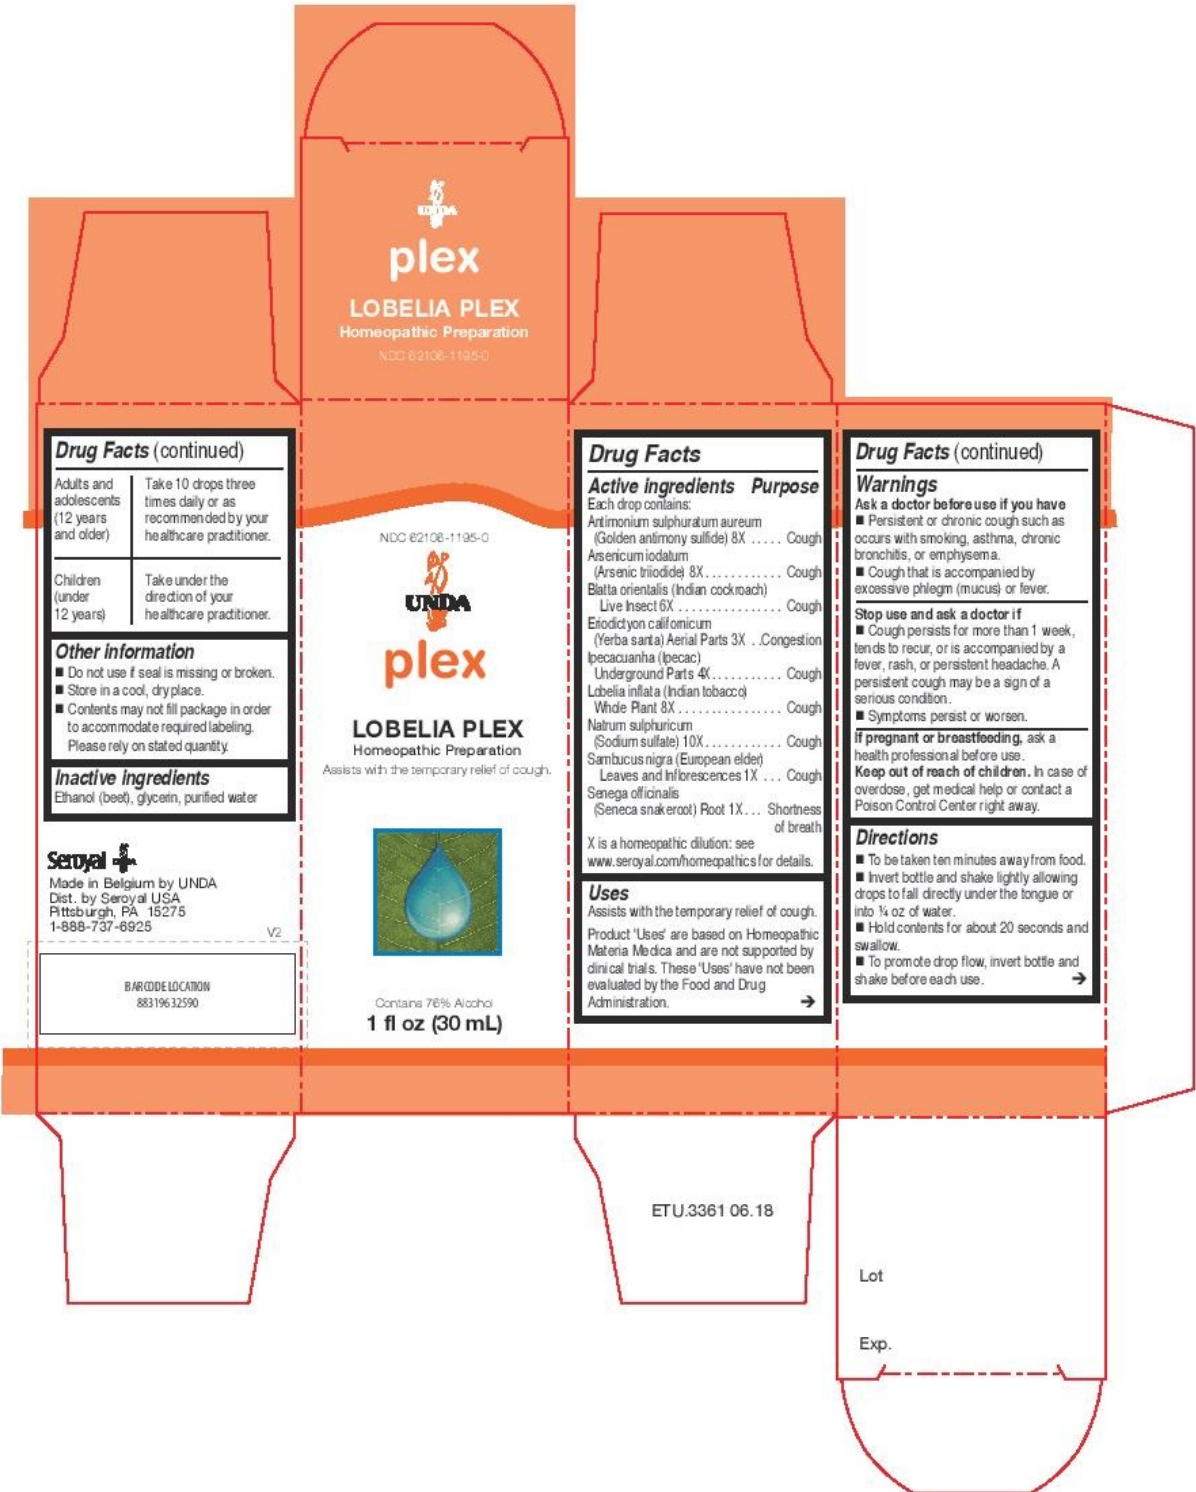 UNDA
plex
LOBELIA PLEX
Homeopathic Preparation
NDC 62106-1195-0
Drug Facts (continued)
Adults and adolescents (12 years and older) Take 10 drops three times daily or as recommended by your healthcare practitioner.
Children (under 12 years) Take under the direction of your healthcare practitioner.
Other information
■ Do not use if seal is missing or broken.
■ Store in a cool, dry place.
■ Contents may not fill package in order
to accommodate required labeling.
Please rely on stated quantity.
Inactive ingredients
Ethanol (beet), glycerin, purified water
Seroyal
Made in Belgium by UNDA
Dist. by Seroyal USA
Pittsburgh, PA 15275
1-888-737-6925
V2
BARCODE LOCATION
88319632590
NDC 62106-1195-0
UNDA
plex
LOBELIA PLEX
Homeopathic Preparation
Assists with the temporary relief of cough.
Contains 76% Alcohol
1 fl oz (30 mL)
Drug Facts
Active ingredients Purpose
Each drop contains:
Antimonium sulphuratum aureum
(Golden antimony sulfide) 8X ..... Cough
Arsenicum iodatum
(Arsenic triiodide) 8X............ Cough
Blatta orientalis (Indian cockroach)
Live Insect 6X ................ Cough
Eriodictyon californicum
(Yerba santa) Aerial Parts 3X ..Congestion
Ipecacuanha (Ipecac)
Underground Parts 4X........... Cough
Lobelia inflata (Indian tobacco)
Whole Plant 8X ................ Cough
Natrum sulphuricum
(Sodium sulfate) 10X............ Cough
Sambucus nigra (European elder)
Leaves and Inflorescences 1X ... Cough
Senega officinalis
(Seneca snakeroot) Root 1X... Shortness
of breath
X is a homeopathic dilution: see
www.seroyal.com/homeopathics for details.
Uses
Assists with the temporary relief of cough.
Product 'Uses' are based on Homeopathic
Materia Medica and are not supported by
clinical trials. These 'Uses' have not been
evaluated by the Food and Drug
Administration. →
Drug Facts (continued)
Warnings
Ask a doctor before use if you have
■ Persistent or chronic cough such as
occurs with smoking, asthma, chronic
bronchitis, or emphysema.
■ Cough that is accompanied by
excessive phlegm (mucus) or fever.
Stop use and ask a doctor if
■ Cough persists for more than 1 week,
tends to recur, or is accompanied by a
fever, rash, or persistent headache. A
persistent cough may be a sign of a
serious condition.
■ Symptoms persist or worsen.
If pregnant or breastfeeding, ask a
health professional before use.
Keep out of reach of children. In case of
overdose, get medical help or contact a
Poison Control Center right away.
Directions
■ To be taken ten minutes away from food.
■ Invert bottle and shake lightly allowing
drops to fall directly under the tongue or
into ¼ oz of water.
■ Hold contents for about 20 seconds and
swallow.
■ To promote drop flow, invert bottle and
shake before each use. →
ETU.3361 06.18
Lot
Exp.